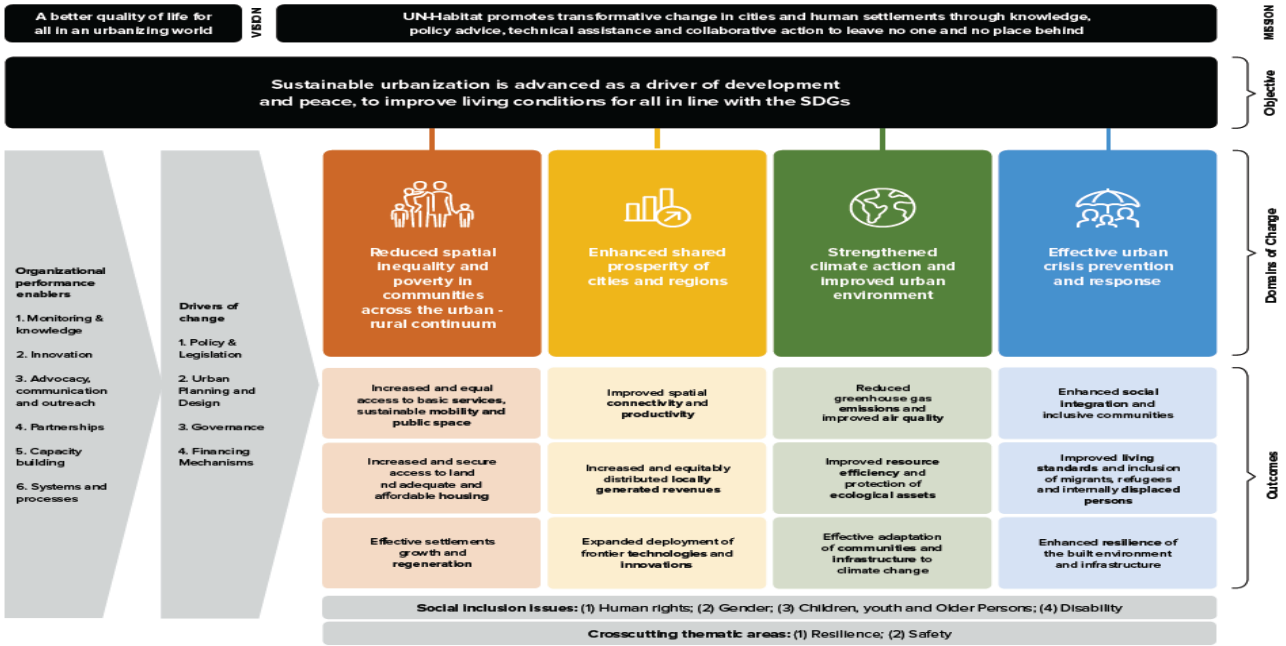 A better quality of life for
all in an urbanizing world
VISION
UN-Habitat promotes transformative change in cities and human settlements through knowledge,
policy advice, technical assistance and collaborative action to leave no one and no place behind
MISSION
Sustainable urbanization is advanced as a driver of development
and peace, to improve living conditions for all in line with the SDGs
Objective
Organizational
performance
enablers
1. Monitoring &
knowledge
2. Innovation
3. Advocacy,
communication
and outreach
4. Partnerships
5. Capacity
building
6. Systems and
processes
Drivers of
change
1. Policy &
Legislation
2. Urban
Planning and
Design
3. Governance
4. Financing
Mechanisms
Reduced spatial
inequality and
poverty in
communities
across the urban -
rural continuum
Enhanced shared
prosperity of
cities and regions
Strengthened
climate action and
improved urban
environment
Effective urban
crisis prevention
and response
Domains of Change
Increased and equal
access to basic services,
sustainable mobility and
public space
Improved spatial
connectivity and
productivity
Reduced
greenhouse gas
emissions and
improved air quality
Enhanced social
integration and
inclusive communities
Increased and secure
access to land
nd adequate and
affordable housing
Increased and equitably
distributed locally
generated revenues
Improved resource
efficiency and
protection of
ecological assets
Improved living
standards and inclusion
of migrants, refugees
and internally displaced
persons
Effective settlements
growth and
regeneration
Expanded deployment of
frontier technologies and
innovations
Effective adaptation
of communities and
infrastructure to
climate change
Enhanced resilience of
the built environment
and infrastructure
Outcomes
Social inclusion issues: (1) Human rights; (2) Gender; (3) Children, youth and Older Persons; (4) Disability
Crosscutting thematic areas: (1) Resilience; (2) Safety